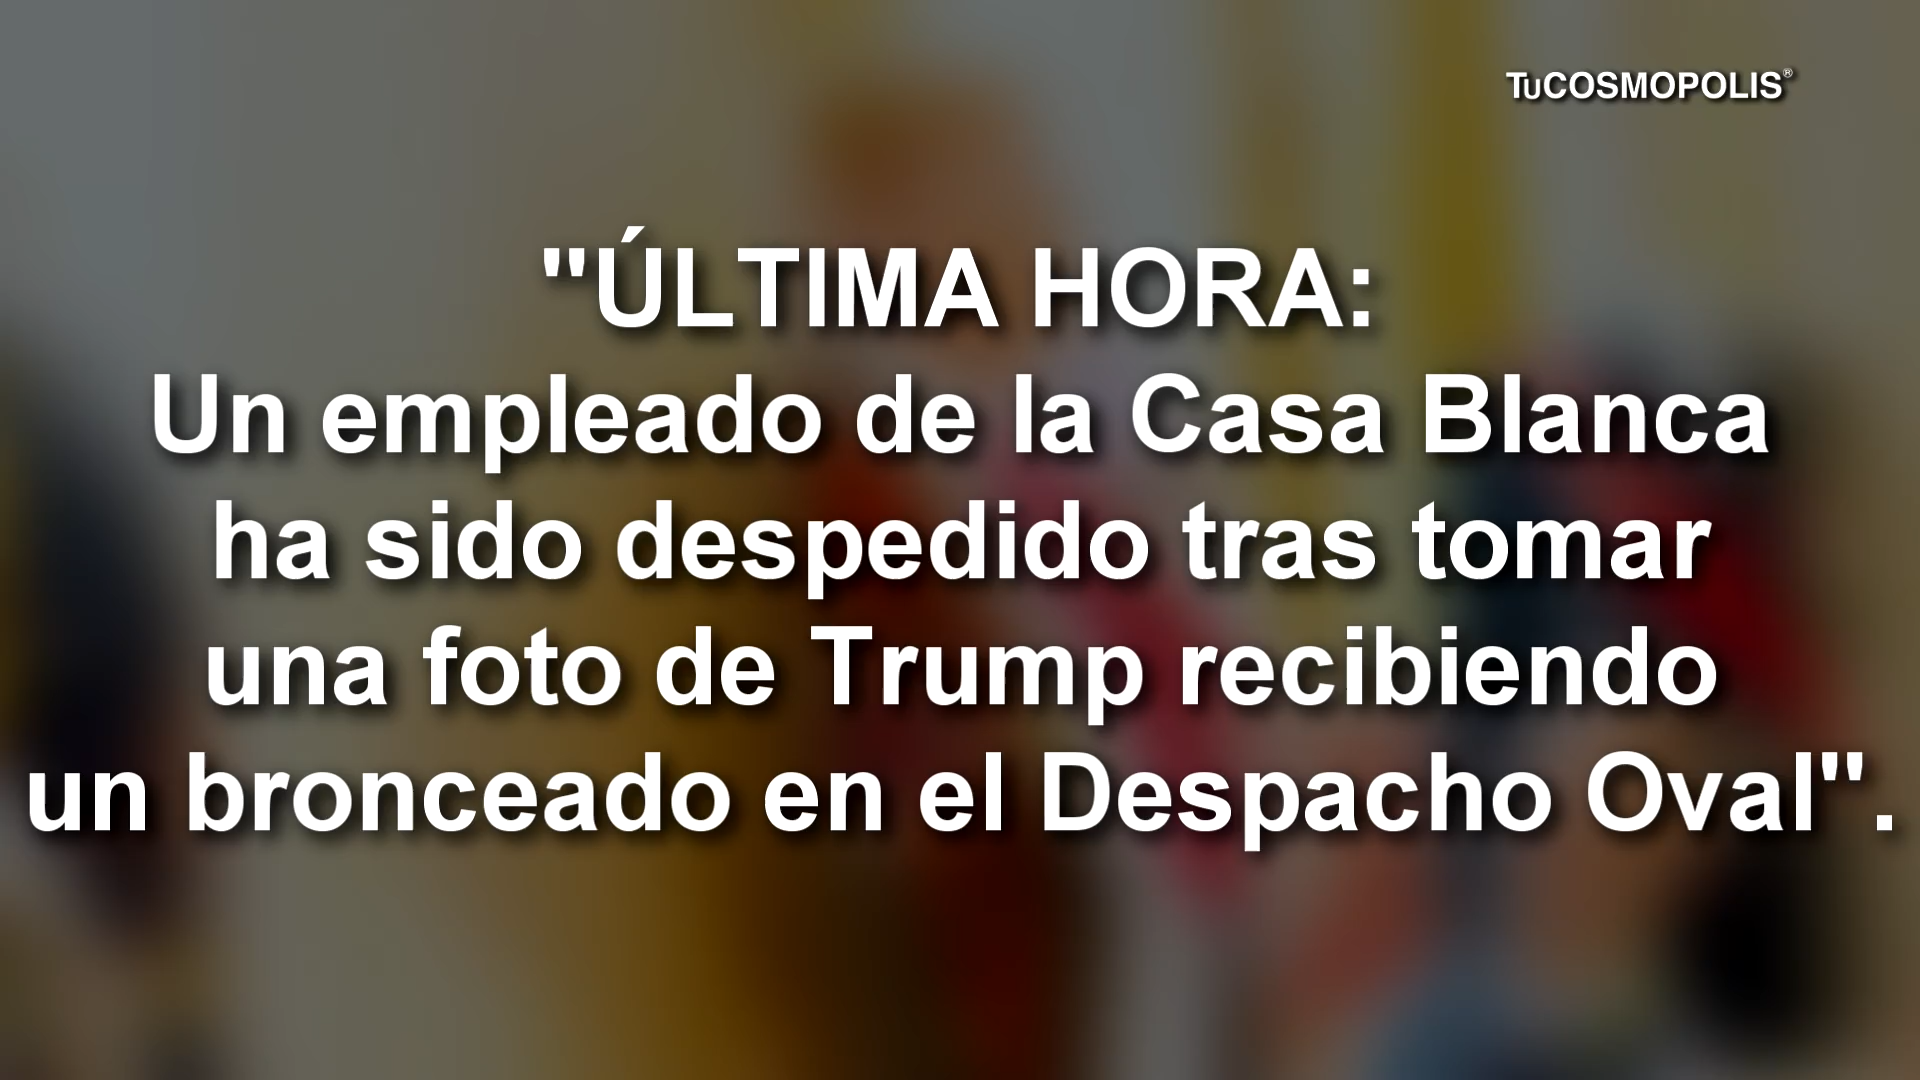 TuCOSMOPOLIS®
"ÚLTIMA HORA:
Un empleado de la Casa Blanca
ha sido despedido tras tomar
una foto de Trump recibiendo
un bronceado en el Despacho Oval".